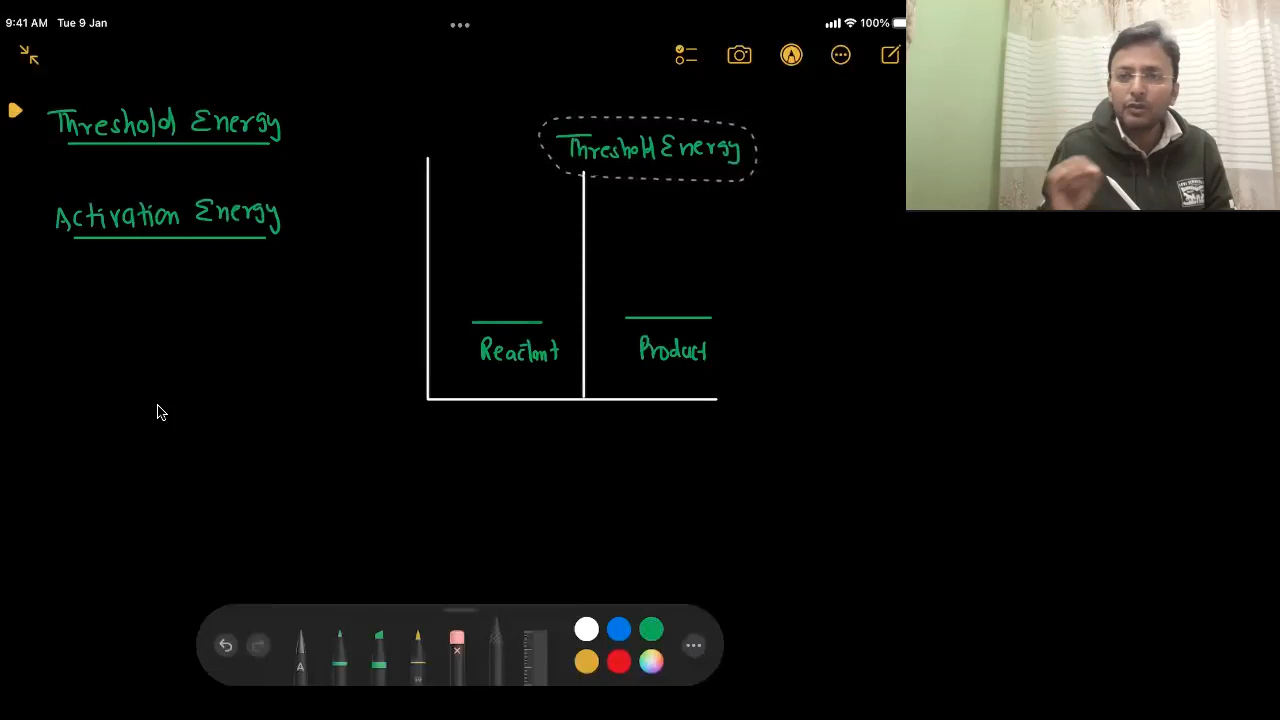 9:41 AM Tue 9 Jan
100%
Threshold Energy
Activation Energy
Threshold Energy
Reactant
Product
A